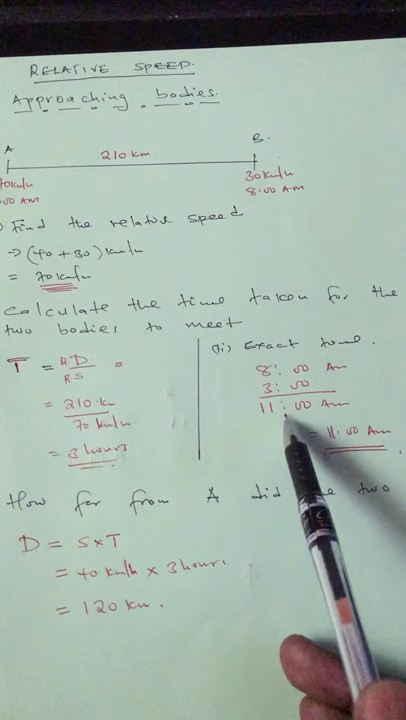 RELATIVE SPEED.
Approaching bodies.
A B.
210 km
40km/h 30km/h
:00 AM 8:00 AM
) Find the relative speed
→ (40 + 30) km/h
= 70km/h
Calculate the time taken for the
two bodies to meet
T = R.D.
R.S
= 210 km
70 km/h
= 3 hours
(ii) Exact time.
8: 00 Am
3: 00
11: 00 Am
= 11:00 Am
How far from A did the two
D = S x T
= 40 km/h x 3 hours
= 120 km.